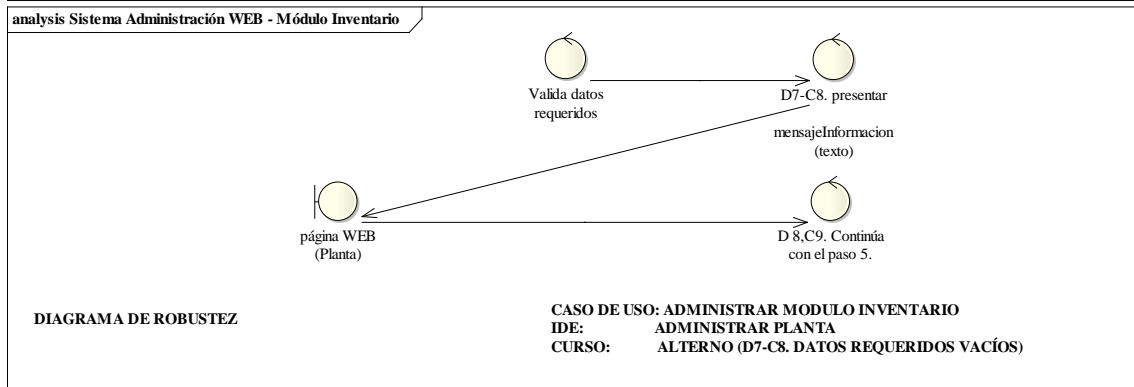 analysis Sistema Administración WEB - Módulo Inventario
Valida datos
requeridos
D7-C8. presentar
mensajeInformacion
(texto)
página WEB
(Planta)
D 8,C9. Continúa
con el paso 5.
DIAGRAMA DE ROBUSTEZ
CASO DE USO: ADMINISTRAR MODULO INVENTARIO
IDE: ADMINISTRAR PLANTA
CURSO: ALTERNO (D7-C8. DATOS REQUERIDOS VACÍOS)